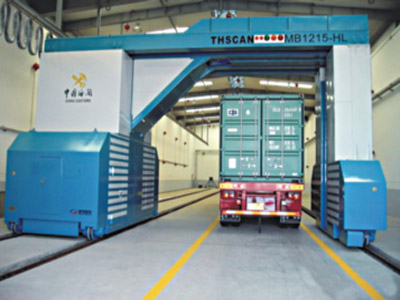 THSCAN MB1215-HL
中国海关
CHINA CUSTOMS